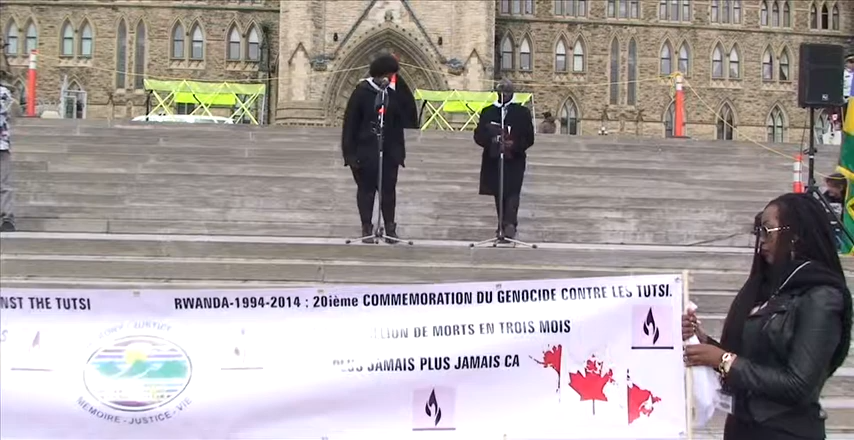 NST THE TUTSI
RWANDA-1994-2014 : 20ième COMMEMORATION DU GENOCIDE CONTRE LES TUTSI.
DE MORTS EN TROIS MOIS
PLUS JAMAIS PLUS JAMAIS CA
JUSTICE
MEMOIRE - JUSTICE - VIE